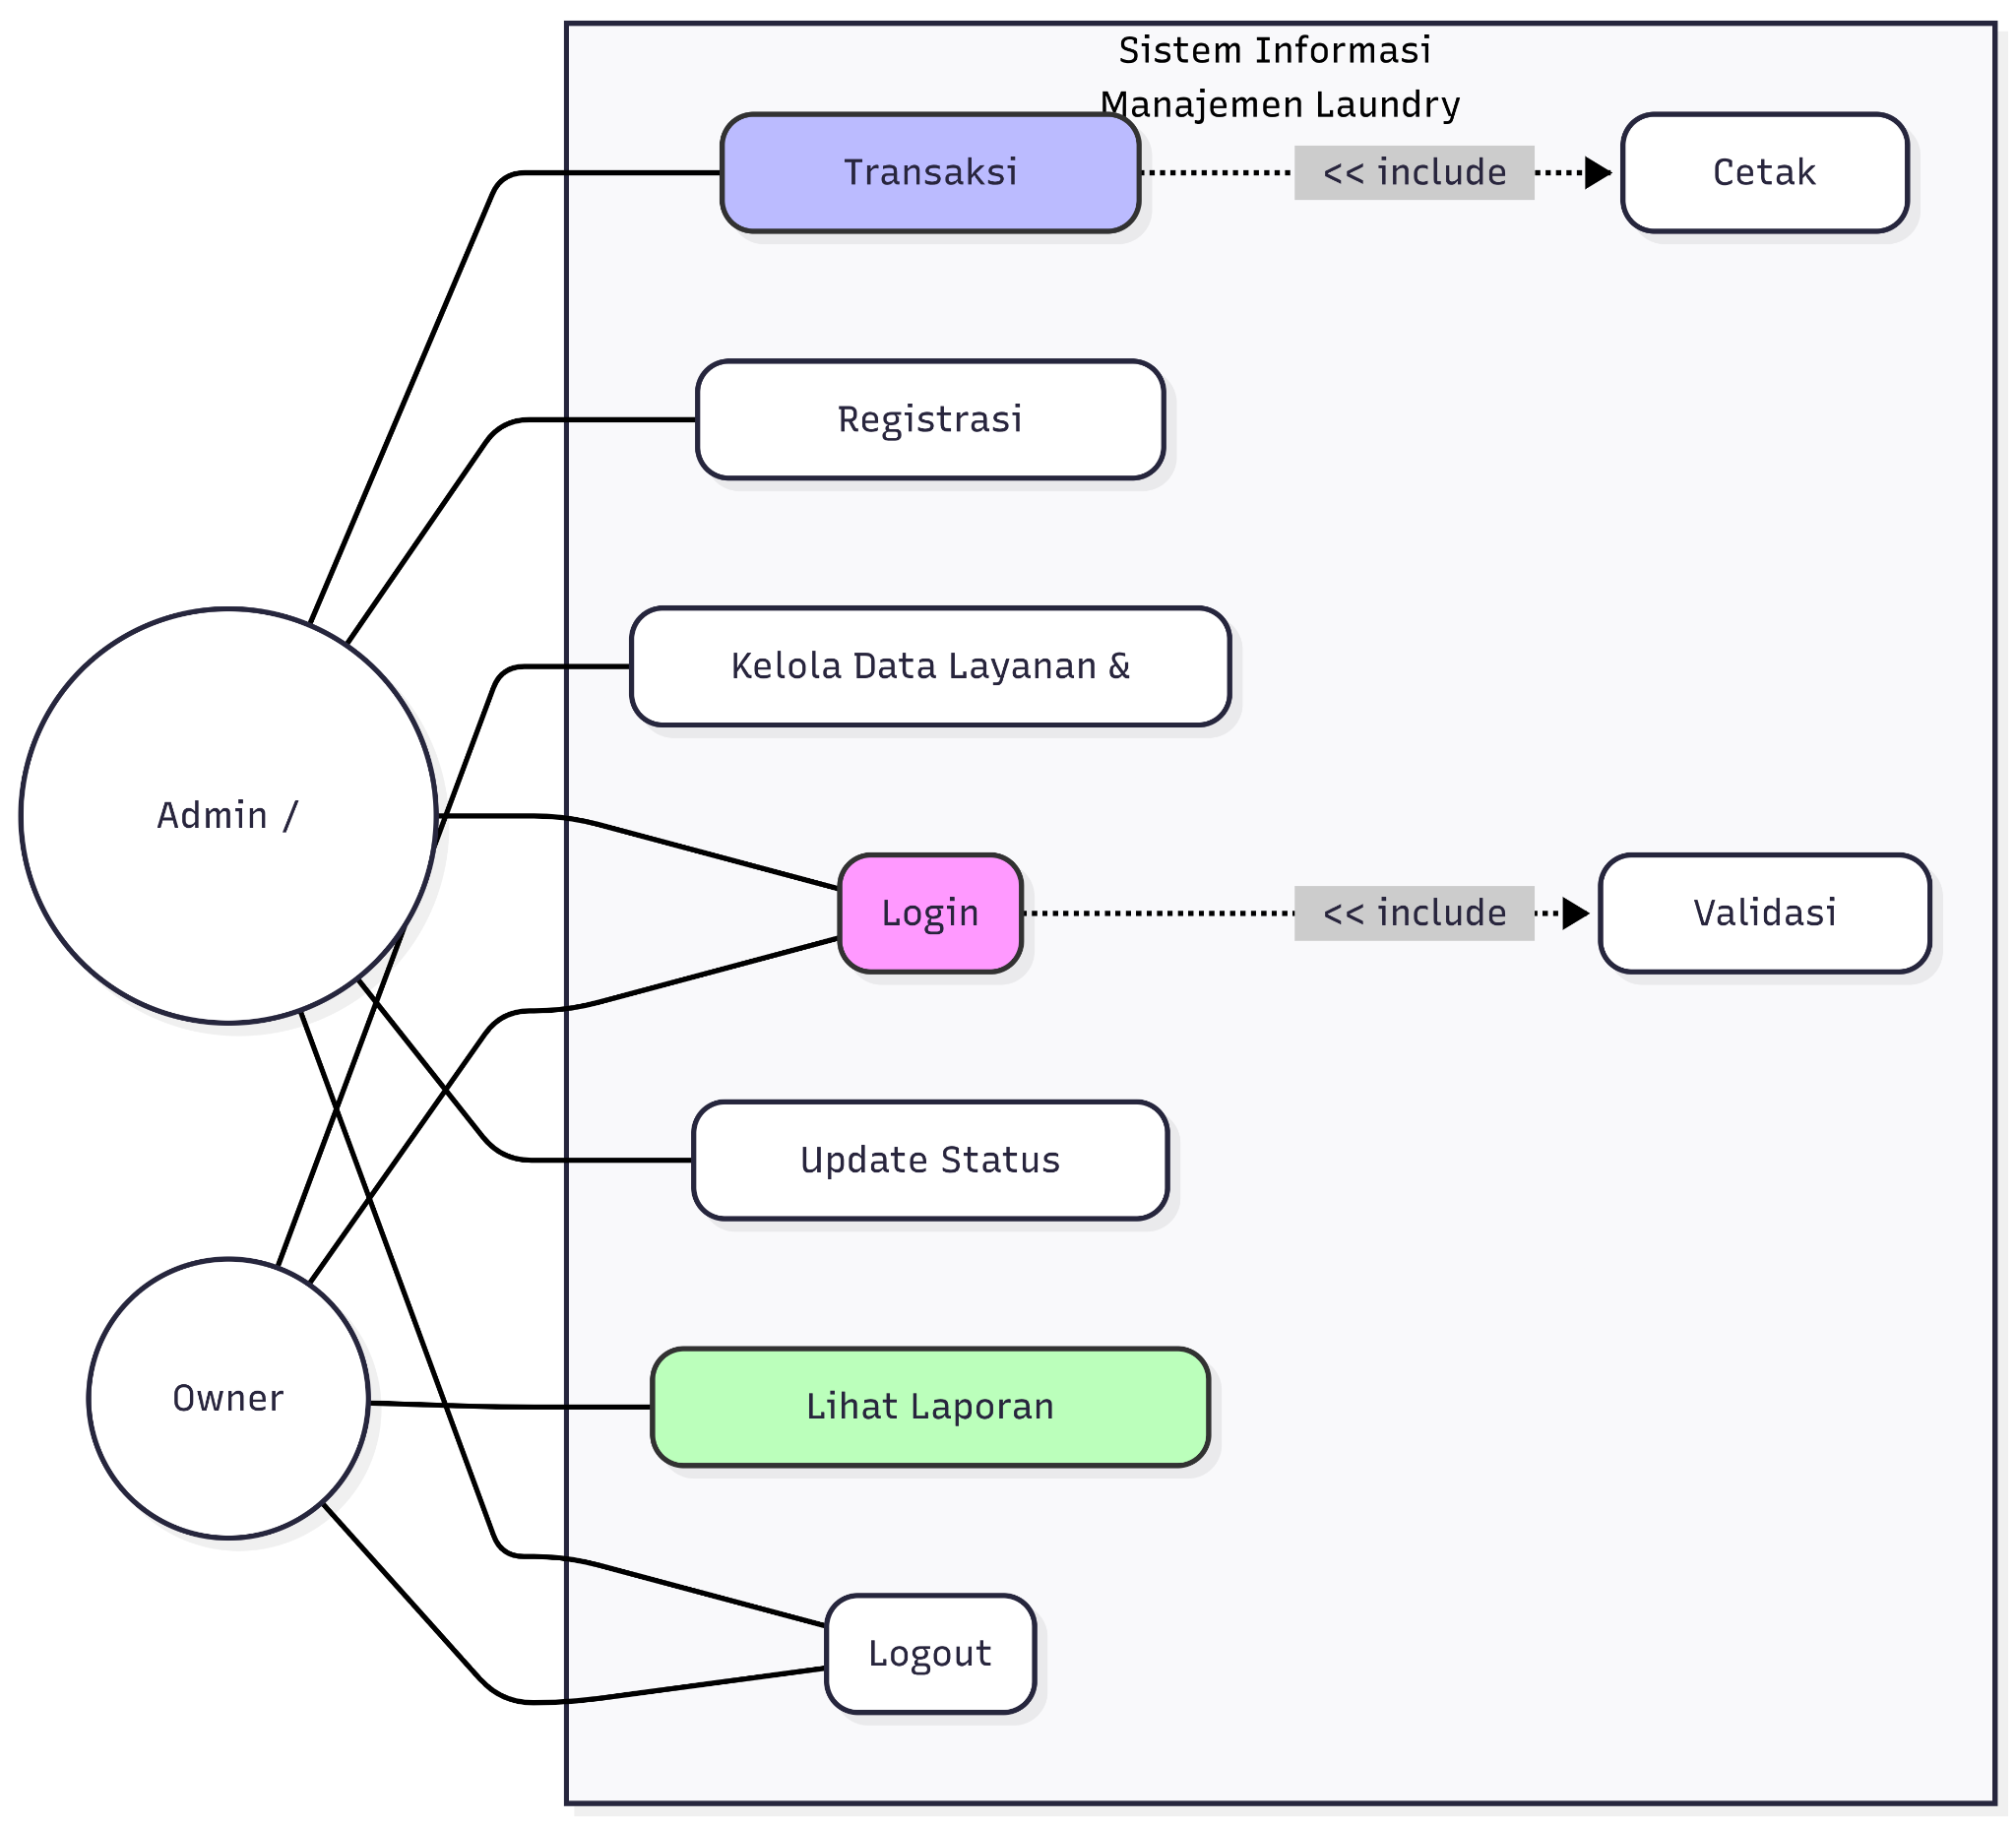 Sistem Informasi
Manajemen Laundry
Transaksi
<< include
Cetak
Registrasi
Kelola Data Layanan &
Admin /
Login
<< include
Validasi
Update Status
Owner
Lihat Laporan
Logout